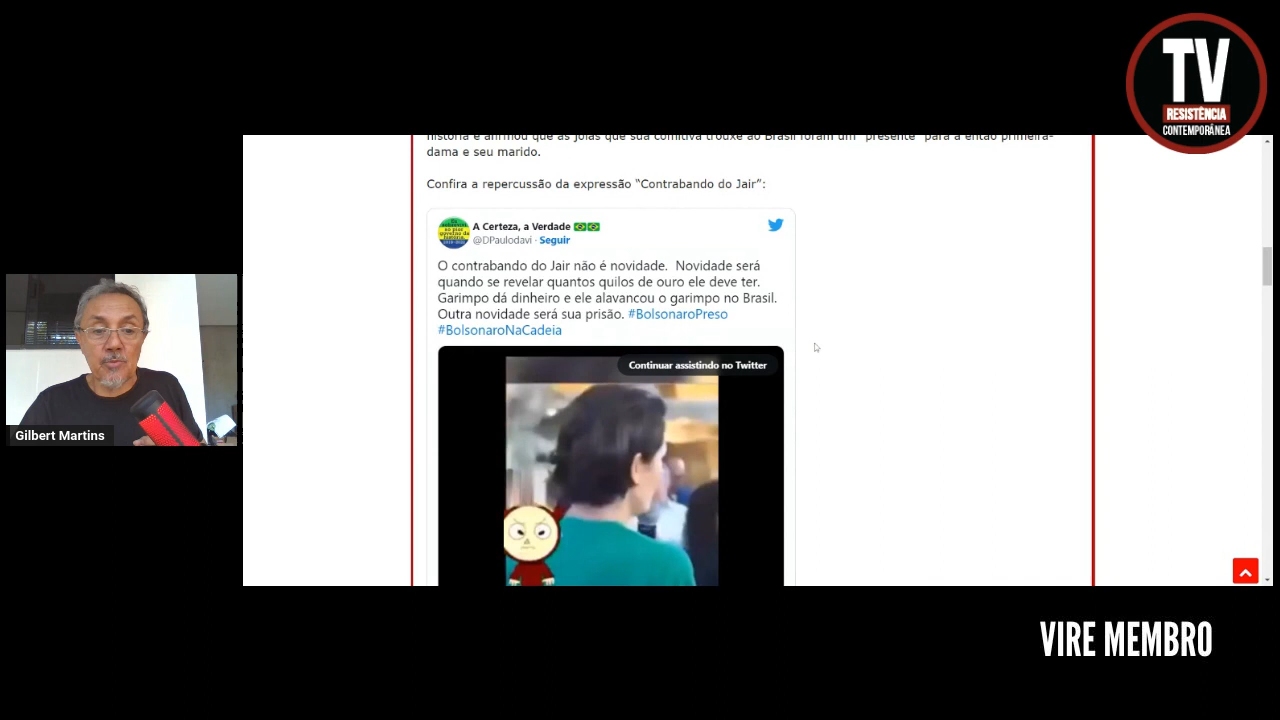 TV
RESISTÊNCIA
CONTEMPORÂNEA
história e afirmou que as joias que sua comitiva trouxe ao Brasil foram um "presente" para a então primeira-
dama e seu marido.
Confira a repercussão da expressão “Contrabando do Jair”:
A Certeza, a Verdade
@DPaulodavi · Seguir
O contrabando do Jair não é novidade. Novidade será
quando se revelar quantos quilos de ouro ele deve ter.
Garimpo dá dinheiro e ele alavancou o garimpo no Brasil.
Outra novidade será sua prisão. #BolsonaroPreso
#BolsonaroNaCadeia
Continuar assistindo no Twitter
Gilbert Martins
VIRE MEMBRO